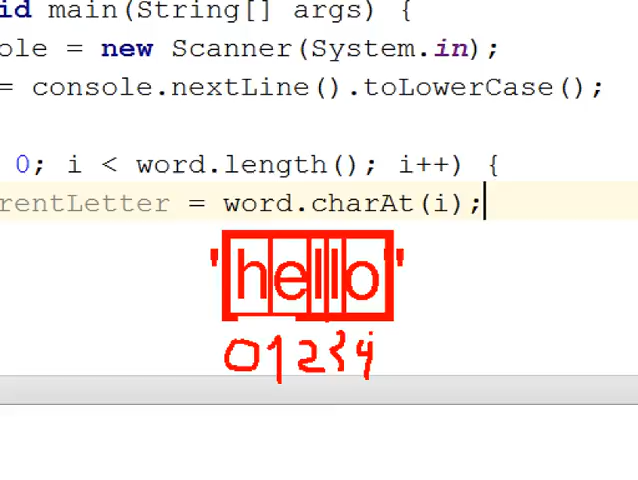 id main(String[] args) {
ole = new Scanner(System.in);
= console.nextLine().toLowerCase();
0; i < word.length(); i++) {
rentLetter = word.charAt(i);
"hello"
01234